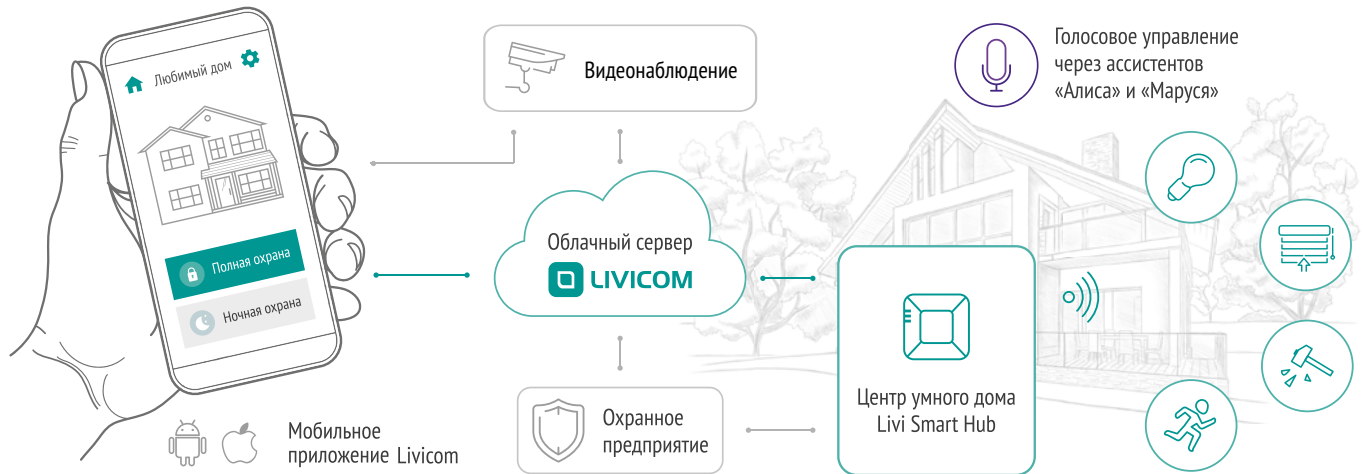 Любимый дом
Полная охрана
Ночная охрана
Мобильное
приложение Livicom
Видеонаблюдение
Облачный сервер
LIVICOM
Охранное
предприятие
Центр умного дома
Livi Smart Hub
Голосовое управление
через ассистентов
«Алиса» и «Маруся»